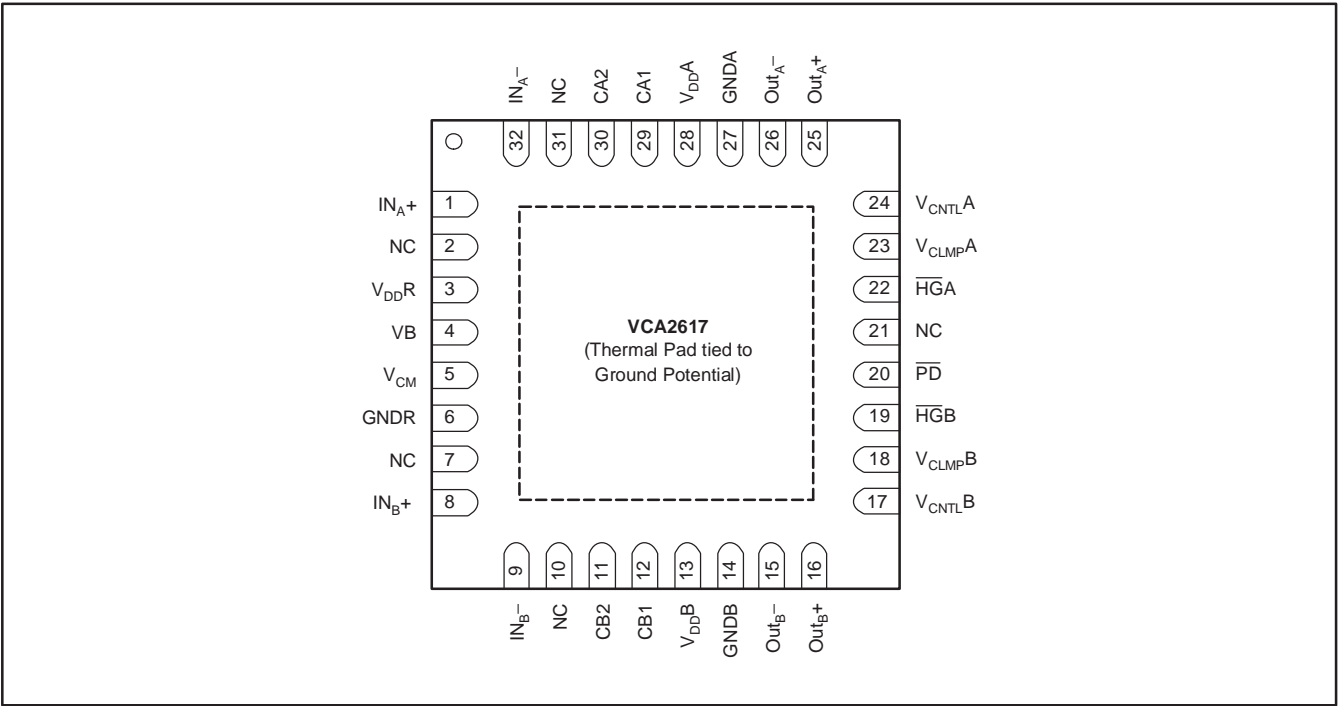 IN_A− NC CA2 CA1 V_DDA GNDA Out_A− Out_A+
32 31 30 29 28 27 26 25
IN_A+ 1
NC 2
V_DDR 3
VB 4
V_CM 5
GNDR 6
NC 7
IN_B+ 8
VCA2617
(Thermal Pad tied to
Ground Potential)
24 V_CNTLA
23 V_CLMPA
22 H̅G̅A
21 NC
20 P̅D̅
19 H̅G̅B
18 V_CLMPB
17 V_CNTLB
9 10 11 12 13 14 15 16
IN_B− NC CB2 CB1 V_DDB GNDB Out_B− Out_B+